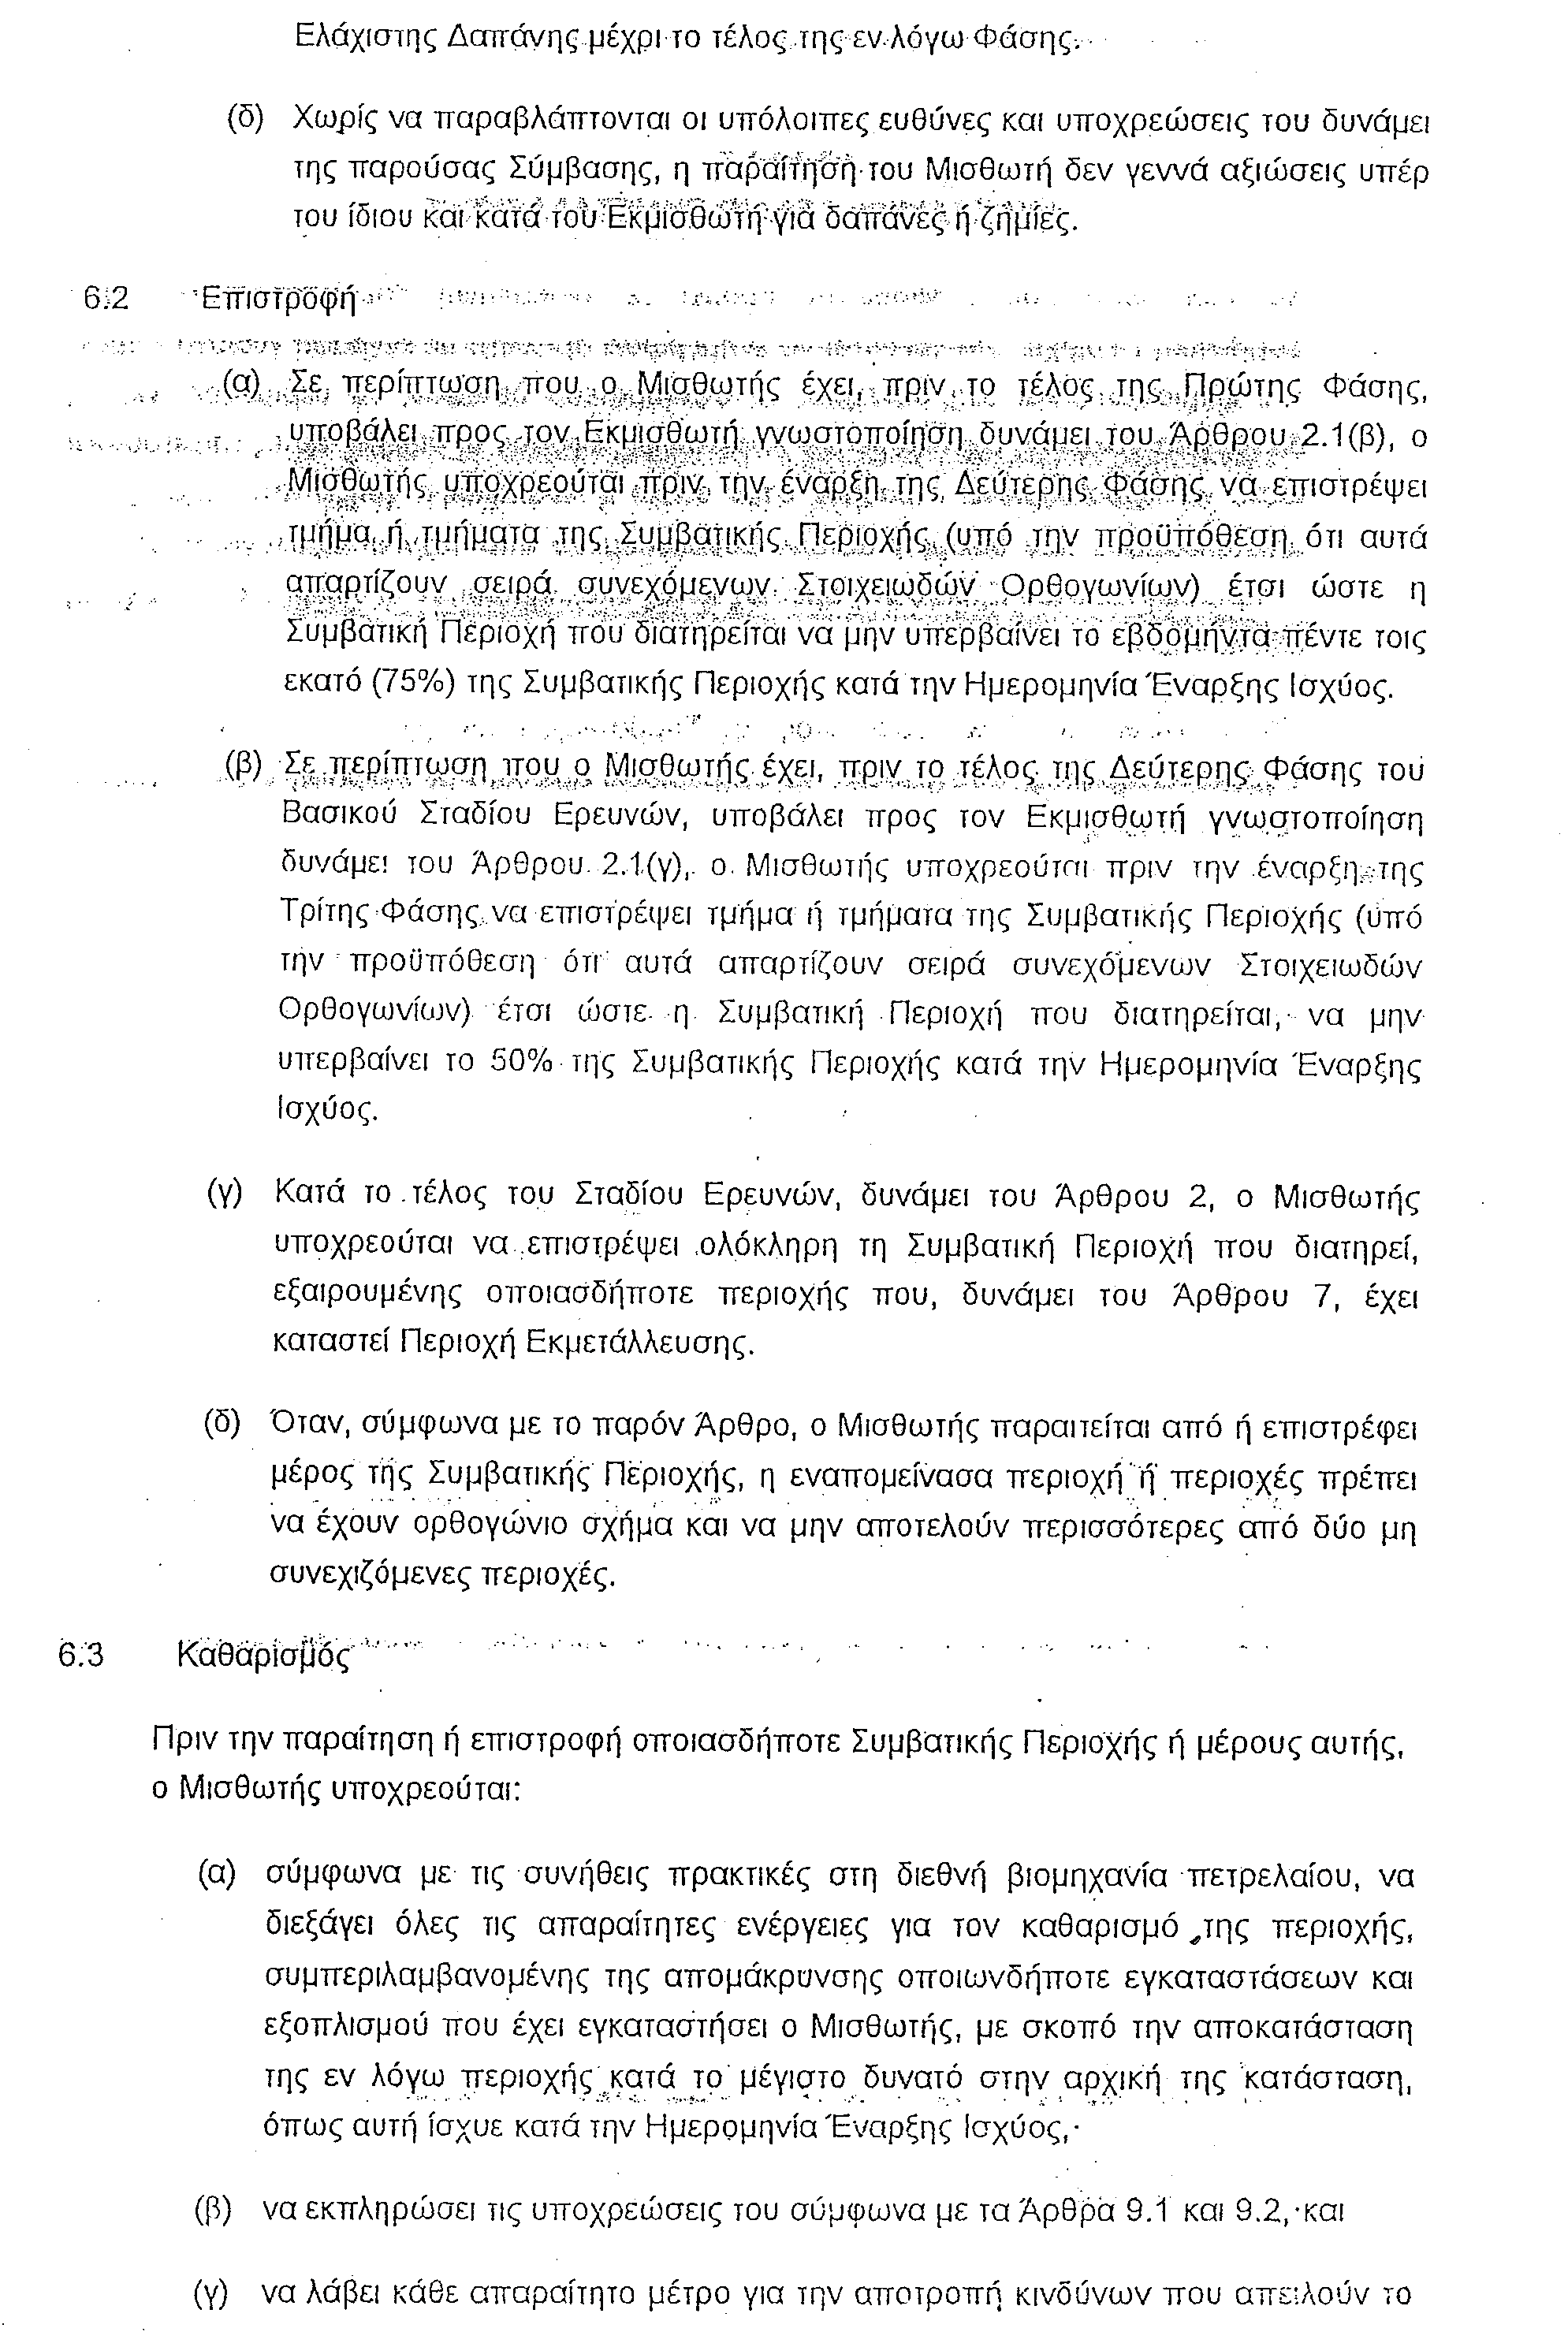 Ελάχιστης Δαπάνης μέχρι το τέλος της εν λόγω Φάσης.
(δ) Χωρίς να παραβλάπτονται οι υπόλοιπες ευθύνες και υποχρεώσεις του δυνάμει
της παρούσας Σύμβασης, η παραίτηση του Μισθωτή δεν γεννά αξιώσεις υπέρ
του ίδιου και κατά του Εκμισθωτή για δαπάνες ή ζημίες.
6.2 Επιστροφή
(α) Σε περίπτωση που ο Μισθωτής έχει, πριν το τέλος της Πρώτης Φάσης,
υποβάλει προς τον Εκμισθωτή γνωστοποίηση δυνάμει του Άρθρου 2.1(β), ο
Μισθωτής υποχρεούται πριν την έναρξη της Δεύτερης Φάσης να επιστρέψει
τμήμα ή τμήματα της Συμβατικής Περιοχής (υπό την προϋπόθεση ότι αυτά
απαρτίζουν σειρά συνεχόμενων Στοιχειωδών Ορθογωνίων) έτσι ώστε η
Συμβατική Περιοχή που διατηρείται να μην υπερβαίνει το εβδομήντα πέντε τοις
εκατό (75%) της Συμβατικής Περιοχής κατά την Ημερομηνία Έναρξης Ισχύος.
(β) Σε περίπτωση που ο Μισθωτής έχει, πριν το τέλος της Δεύτερης Φάσης του
Βασικού Σταδίου Ερευνών, υποβάλει προς τον Εκμισθωτή γνωστοποίηση
δυνάμει του Άρθρου 2.1(γ), ο Μισθωτής υποχρεούται πριν την έναρξη της
Τρίτης Φάσης να επιστρέψει τμήμα ή τμήματα της Συμβατικής Περιοχής (υπό
την προϋπόθεση ότι αυτά απαρτίζουν σειρά συνεχόμενων Στοιχειωδών
Ορθογωνίων) έτσι ώστε η Συμβατική Περιοχή που διατηρείται, να μην
υπερβαίνει το 50% της Συμβατικής Περιοχής κατά την Ημερομηνία Έναρξης
Ισχύος.
(γ) Κατά το τέλος του Σταδίου Ερευνών, δυνάμει του Άρθρου 2, ο Μισθωτής
υποχρεούται να επιστρέψει ολόκληρη τη Συμβατική Περιοχή που διατηρεί,
εξαιρουμένης οποιασδήποτε περιοχής που, δυνάμει του Άρθρου 7, έχει
καταστεί Περιοχή Εκμετάλλευσης.
(δ) Όταν, σύμφωνα με το παρόν Άρθρο, ο Μισθωτής παραιτείται από ή επιστρέφει
μέρος της Συμβατικής Περιοχής, η εναπομείνασα περιοχή ή περιοχές πρέπει
να έχουν ορθογώνιο σχήμα και να μην αποτελούν περισσότερες από δύο μη
συνεχιζόμενες περιοχές.
6.3 Καθαρισμός
Πριν την παραίτηση ή επιστροφή οποιασδήποτε Συμβατικής Περιοχής ή μέρους αυτής,
ο Μισθωτής υποχρεούται:
(α) σύμφωνα με τις συνήθεις πρακτικές στη διεθνή βιομηχανία πετρελαίου, να
διεξάγει όλες τις απαραίτητες ενέργειες για τον καθαρισμό της περιοχής,
συμπεριλαμβανομένης της απομάκρυνσης οποιωνδήποτε εγκαταστάσεων και
εξοπλισμού που έχει εγκαταστήσει ο Μισθωτής, με σκοπό την αποκατάσταση
της εν λόγω περιοχής κατά το μέγιστο δυνατό στην αρχική της κατάσταση,
όπως αυτή ίσχυε κατά την Ημερομηνία Έναρξης Ισχύος,
(β) να εκπληρώσει τις υποχρεώσεις του σύμφωνα με τα Άρθρα 9.1 και 9.2, και
(γ) να λάβει κάθε απαραίτητο μέτρο για την αποτροπή κινδύνων που απειλούν το